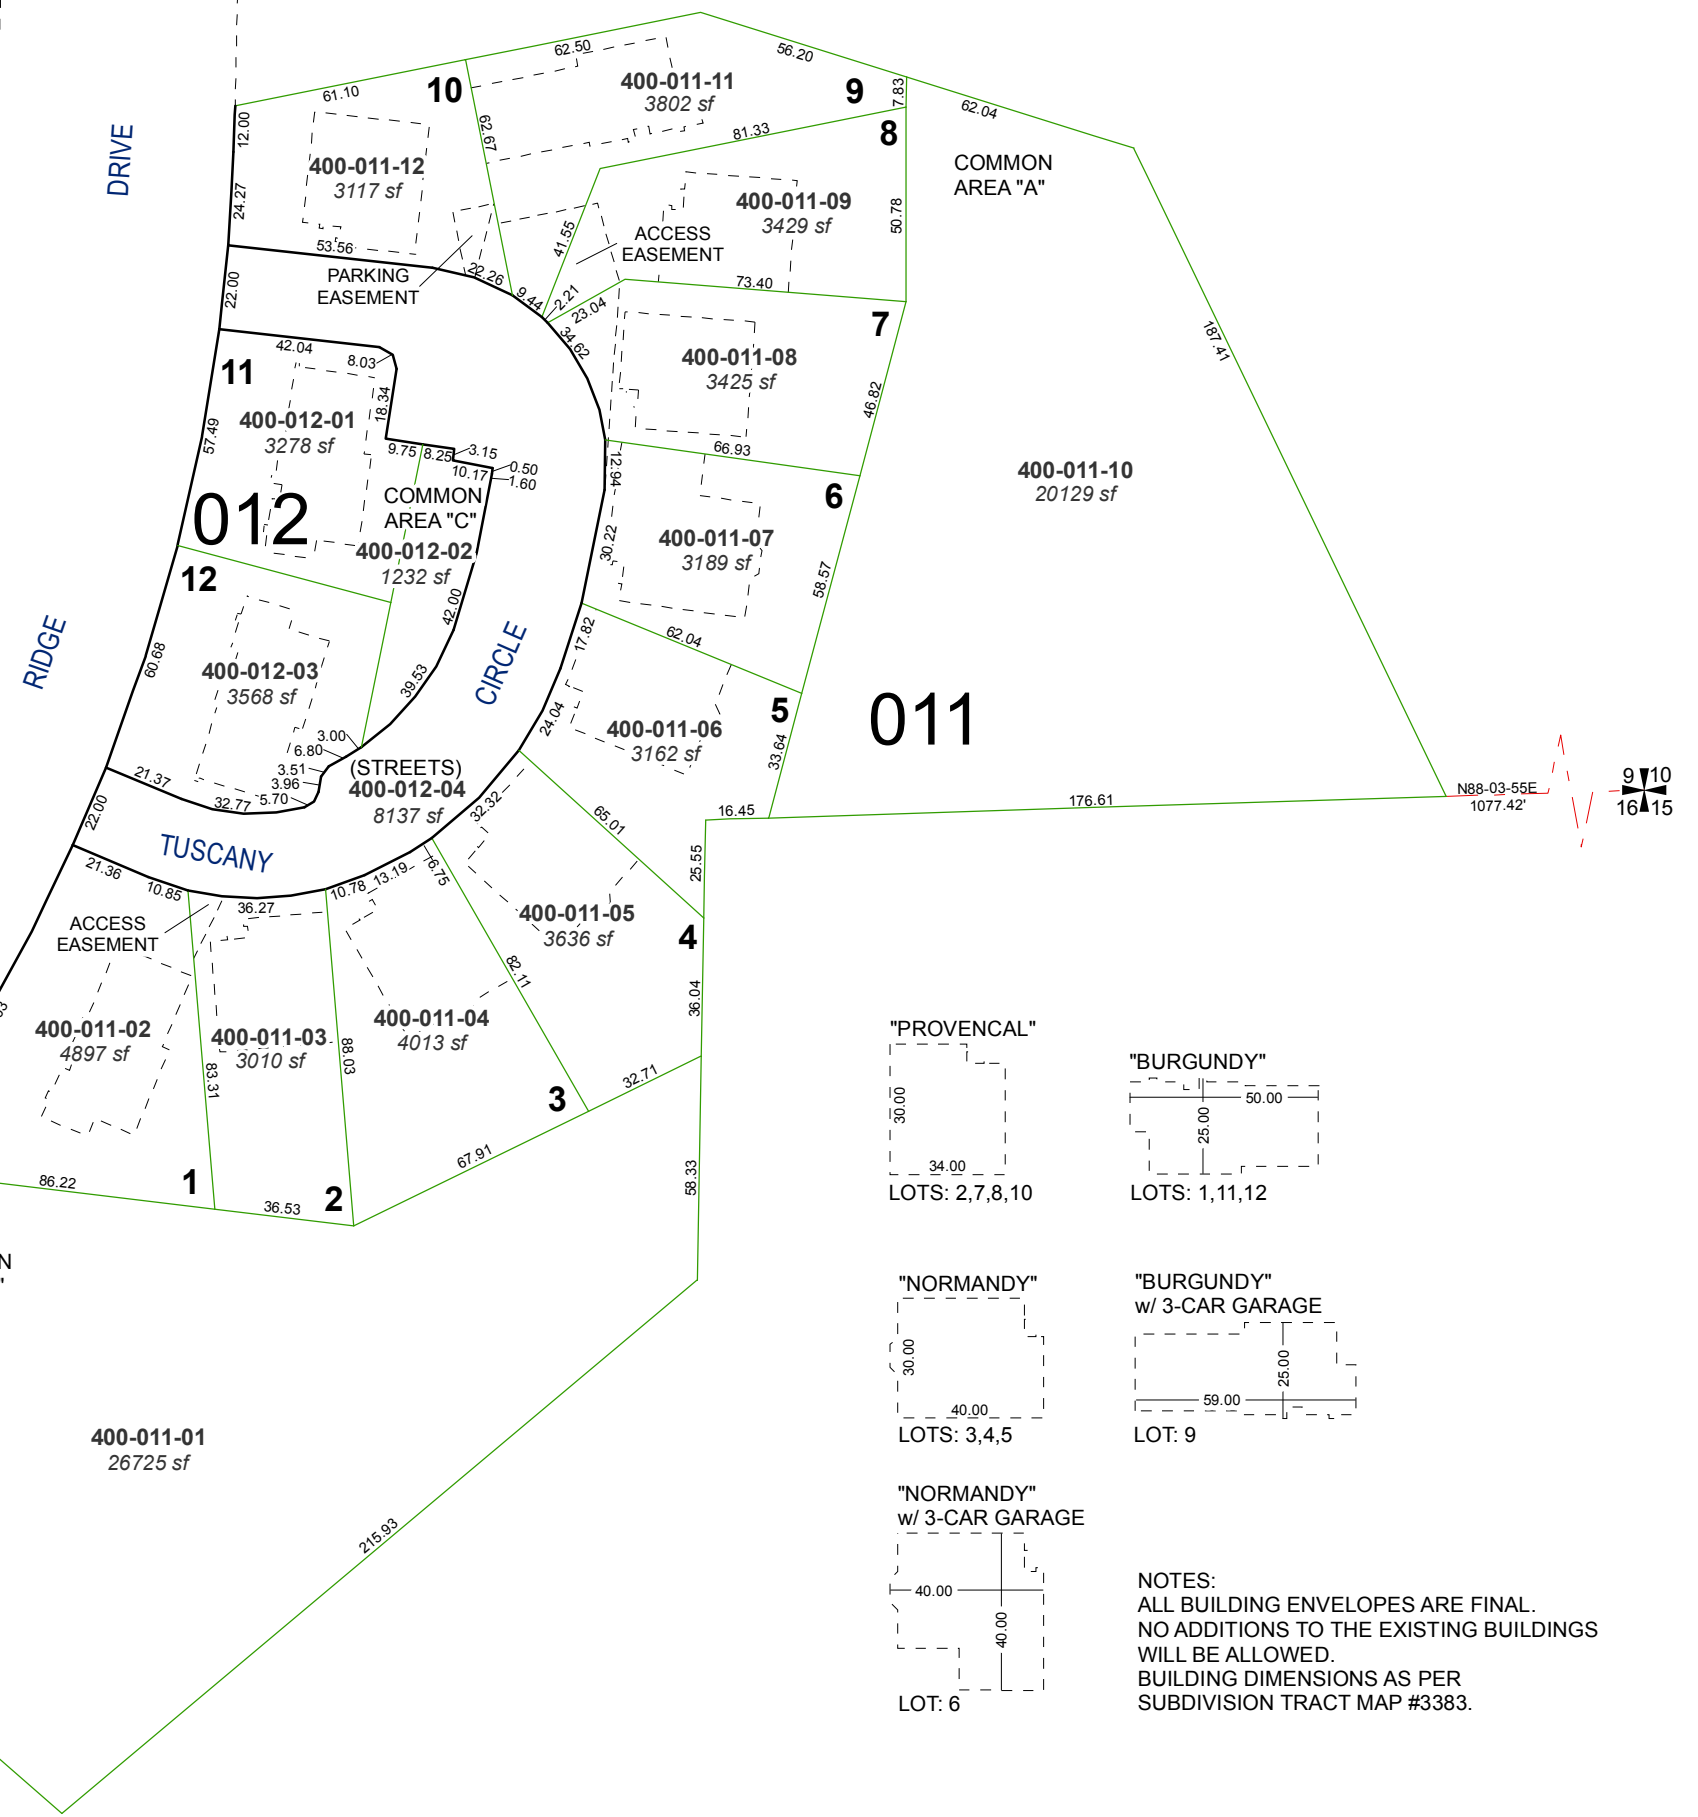 62.50
56.20
10
400-011-11
3802 sf
9
7.83
62.04
61.10
12.00
62.67
81.33
8
DRIVE
400-011-12
3117 sf
COMMON
AREA "A"
24.27
400-011-09
3429 sf
50.78
41.55
ACCESS
EASEMENT
53.56
PARKING
EASEMENT
22.26
9.44
2.21
23.04
73.40
22.00
34.62
7
187.41
42.04
8.03
11
400-011-08
3425 sf
18.34
46.82
400-012-01
3278 sf
57.49
9.75
8.25
3.15
10.17
0.50
1.60
12.94
66.93
400-011-10
20129 sf
6
012
COMMON
AREA "C"
400-012-02
1232 sf
30.22
400-011-07
3189 sf
58.57
12
42.00
17.82
62.04
RIDGE
60.68
400-012-03
3568 sf
39.53
CIRCLE
24.04
400-011-06
3162 sf
5
33.64
011
3.00
6.80
3.51
3.96
5.70
(STREETS)
400-012-04
8137 sf
21.37
32.77
32.32
65.01
16.45
176.61
N88-03-55E
1077.42'
9 10
16 15
22.00
TUSCANY
21.36
10.85
36.27
10.78
13.19
6.75
25.55
ACCESS
EASEMENT
400-011-05
3636 sf
4
82.11
36.04
400-011-02
4897 sf
400-011-03
3010 sf
400-011-04
4013 sf
83.31
88.03
32.71
3
67.91
58.33
86.22
1
36.53
2
N
"
400-011-01
26725 sf
215.93
"PROVENCAL"
30.00
34.00
LOTS: 2,7,8,10
"BURGUNDY"
50.00
25.00
LOTS: 1,11,12
"NORMANDY"
30.00
40.00
LOTS: 3,4,5
"BURGUNDY"
w/ 3-CAR GARAGE
25.00
59.00
LOT: 9
"NORMANDY"
w/ 3-CAR GARAGE
40.00
40.00
LOT: 6
NOTES:
ALL BUILDING ENVELOPES ARE FINAL.
NO ADDITIONS TO THE EXISTING BUILDINGS
WILL BE ALLOWED.
BUILDING DIMENSIONS AS PER
SUBDIVISION TRACT MAP #3383.